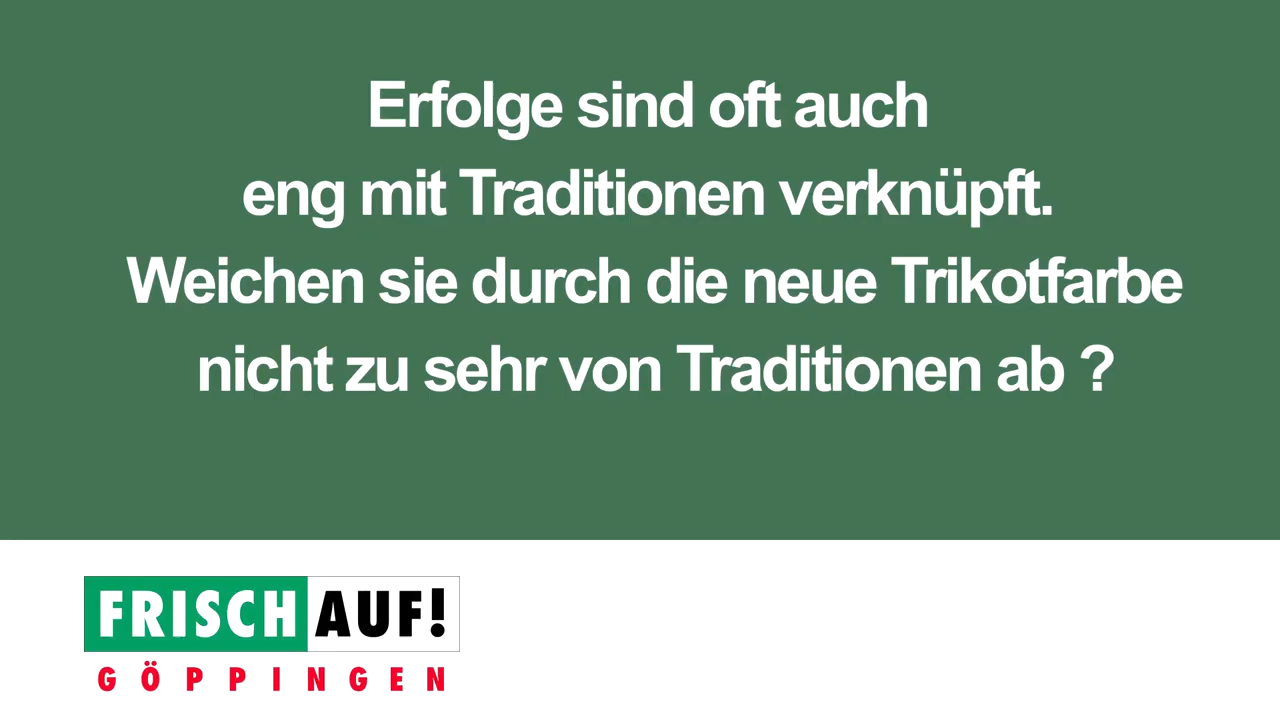 Erfolge sind oft auch
eng mit Traditionen verknüpft.
Weichen sie durch die neue Trikotfarbe
nicht zu sehr von Traditionen ab ?
FRISCH AUF!
GÖPPINGEN